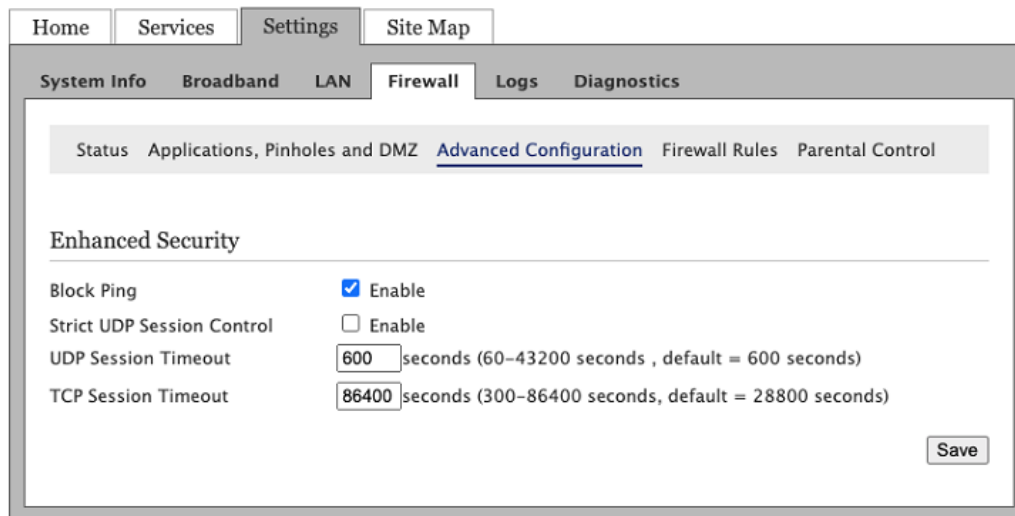 Home Services Settings Site Map
System Info Broadband LAN Firewall Logs Diagnostics
Status Applications, Pinholes and DMZ Advanced Configuration Firewall Rules Parental Control
Enhanced Security
Block Ping Enable
Strict UDP Session Control Enable
UDP Session Timeout 600 seconds (60–43200 seconds , default = 600 seconds)
TCP Session Timeout 86400 seconds (300–86400 seconds, default = 28800 seconds)
Save